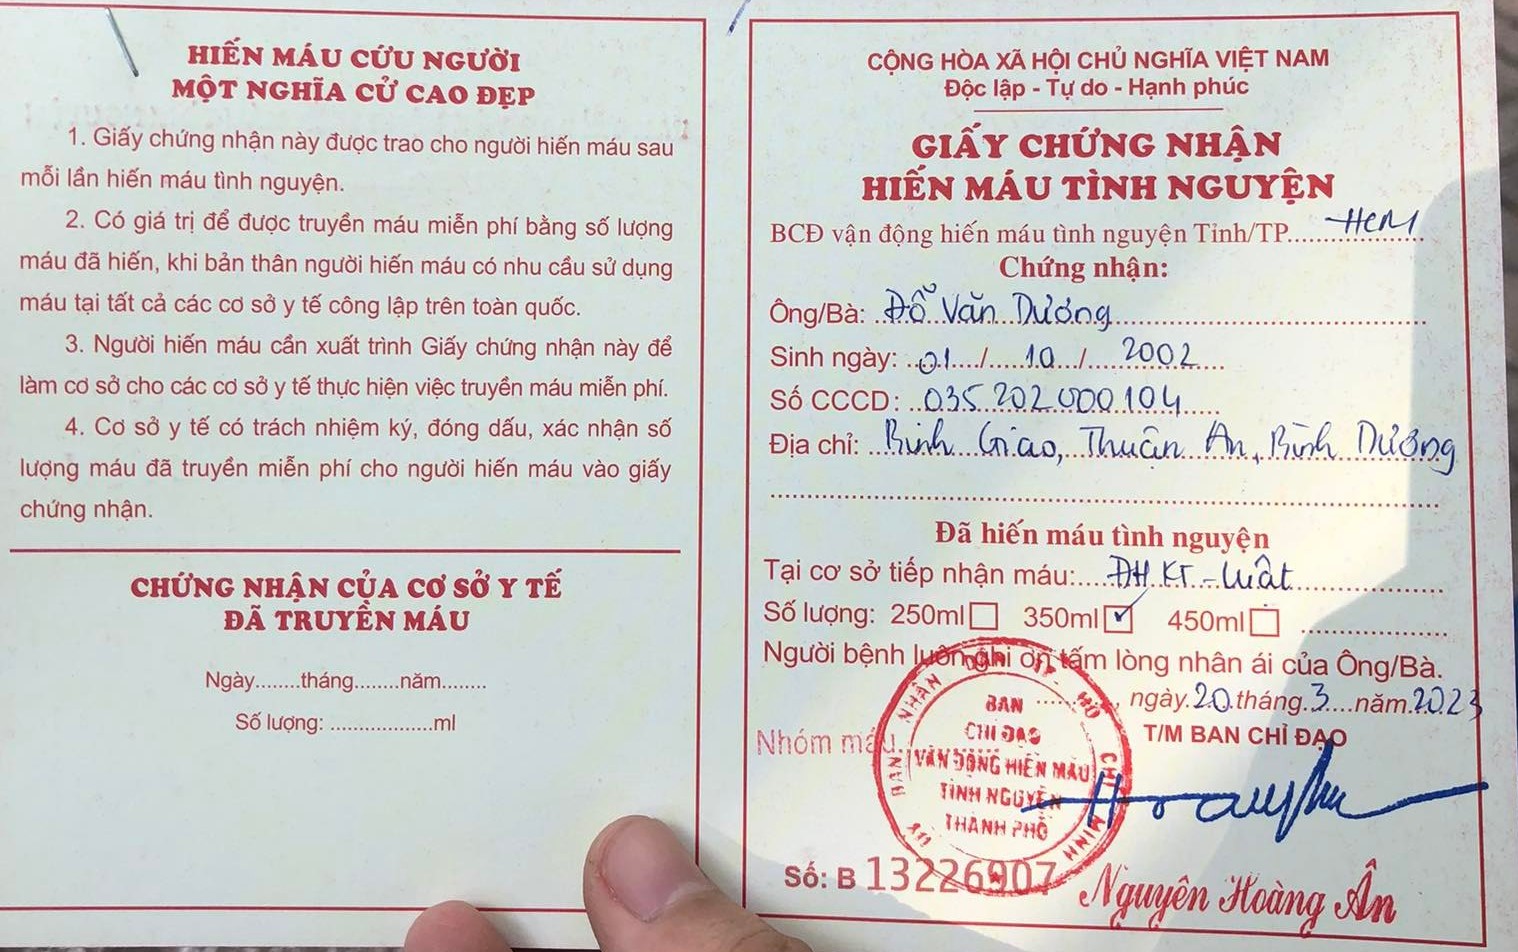 HIẾN MÁU CỨU NGƯỜI
MỘT NGHĨA CỬ CAO ĐẸP
1. Giấy chứng nhận này được trao cho người hiến máu sau
mỗi lần hiến máu tình nguyện.
2. Có giá trị để được truyền máu miễn phí bằng số lượng
máu đã hiến, khi bản thân người hiến máu có nhu cầu sử dụng
máu tại tất cả các cơ sở y tế công lập trên toàn quốc.
3. Người hiến máu cần xuất trình Giấy chứng nhận này để
làm cơ sở cho các cơ sở y tế thực hiện việc truyền máu miễn phí.
4. Cơ sở y tế có trách nhiệm ký, đóng dấu, xác nhận số
lượng máu đã truyền miễn phí cho người hiến máu vào giấy
chứng nhận.
CHỨNG NHẬN CỦA CƠ SỞ Y TẾ
ĐÃ TRUYỀN MÁU
Ngày........tháng........năm........
Số lượng: ..................ml
CỘNG HÒA XÃ HỘI CHỦ NGHĨA VIỆT NAM
Độc lập - Tự do - Hạnh phúc
GIẤY CHỨNG NHẬN
HIẾN MÁU TÌNH NGUYỆN
BCĐ vận động hiến máu tình nguyện Tỉnh/TP. HCM
Chứng nhận:
Ông/Bà: Đỗ Văn Dương
Sinh ngày: 01 / 10 / 2002
Số CCCD: 035 202 000 104
Địa chỉ: Bình Giao, Thuận An, Bình Dương
Đã hiến máu tình nguyện
Tại cơ sở tiếp nhận máu: ĐH KT - Luật
Số lượng: 250ml 350ml 450ml
Người bệnh luôn ghi ơn tấm lòng nhân ái của Ông/Bà.
ngày 20 tháng 3 năm 2023
T/M BAN CHỈ ĐẠO
Nhóm máu
ỦY BAN NHÂN DÂN TP. HỒ CHÍ MINH
BAN
CHỈ ĐẠO
VẬN ĐỘNG HIẾN MÁU
TÌNH NGUYỆN
THÀNH PHỐ
Số: B 13226907
Nguyễn Hoàng Ân